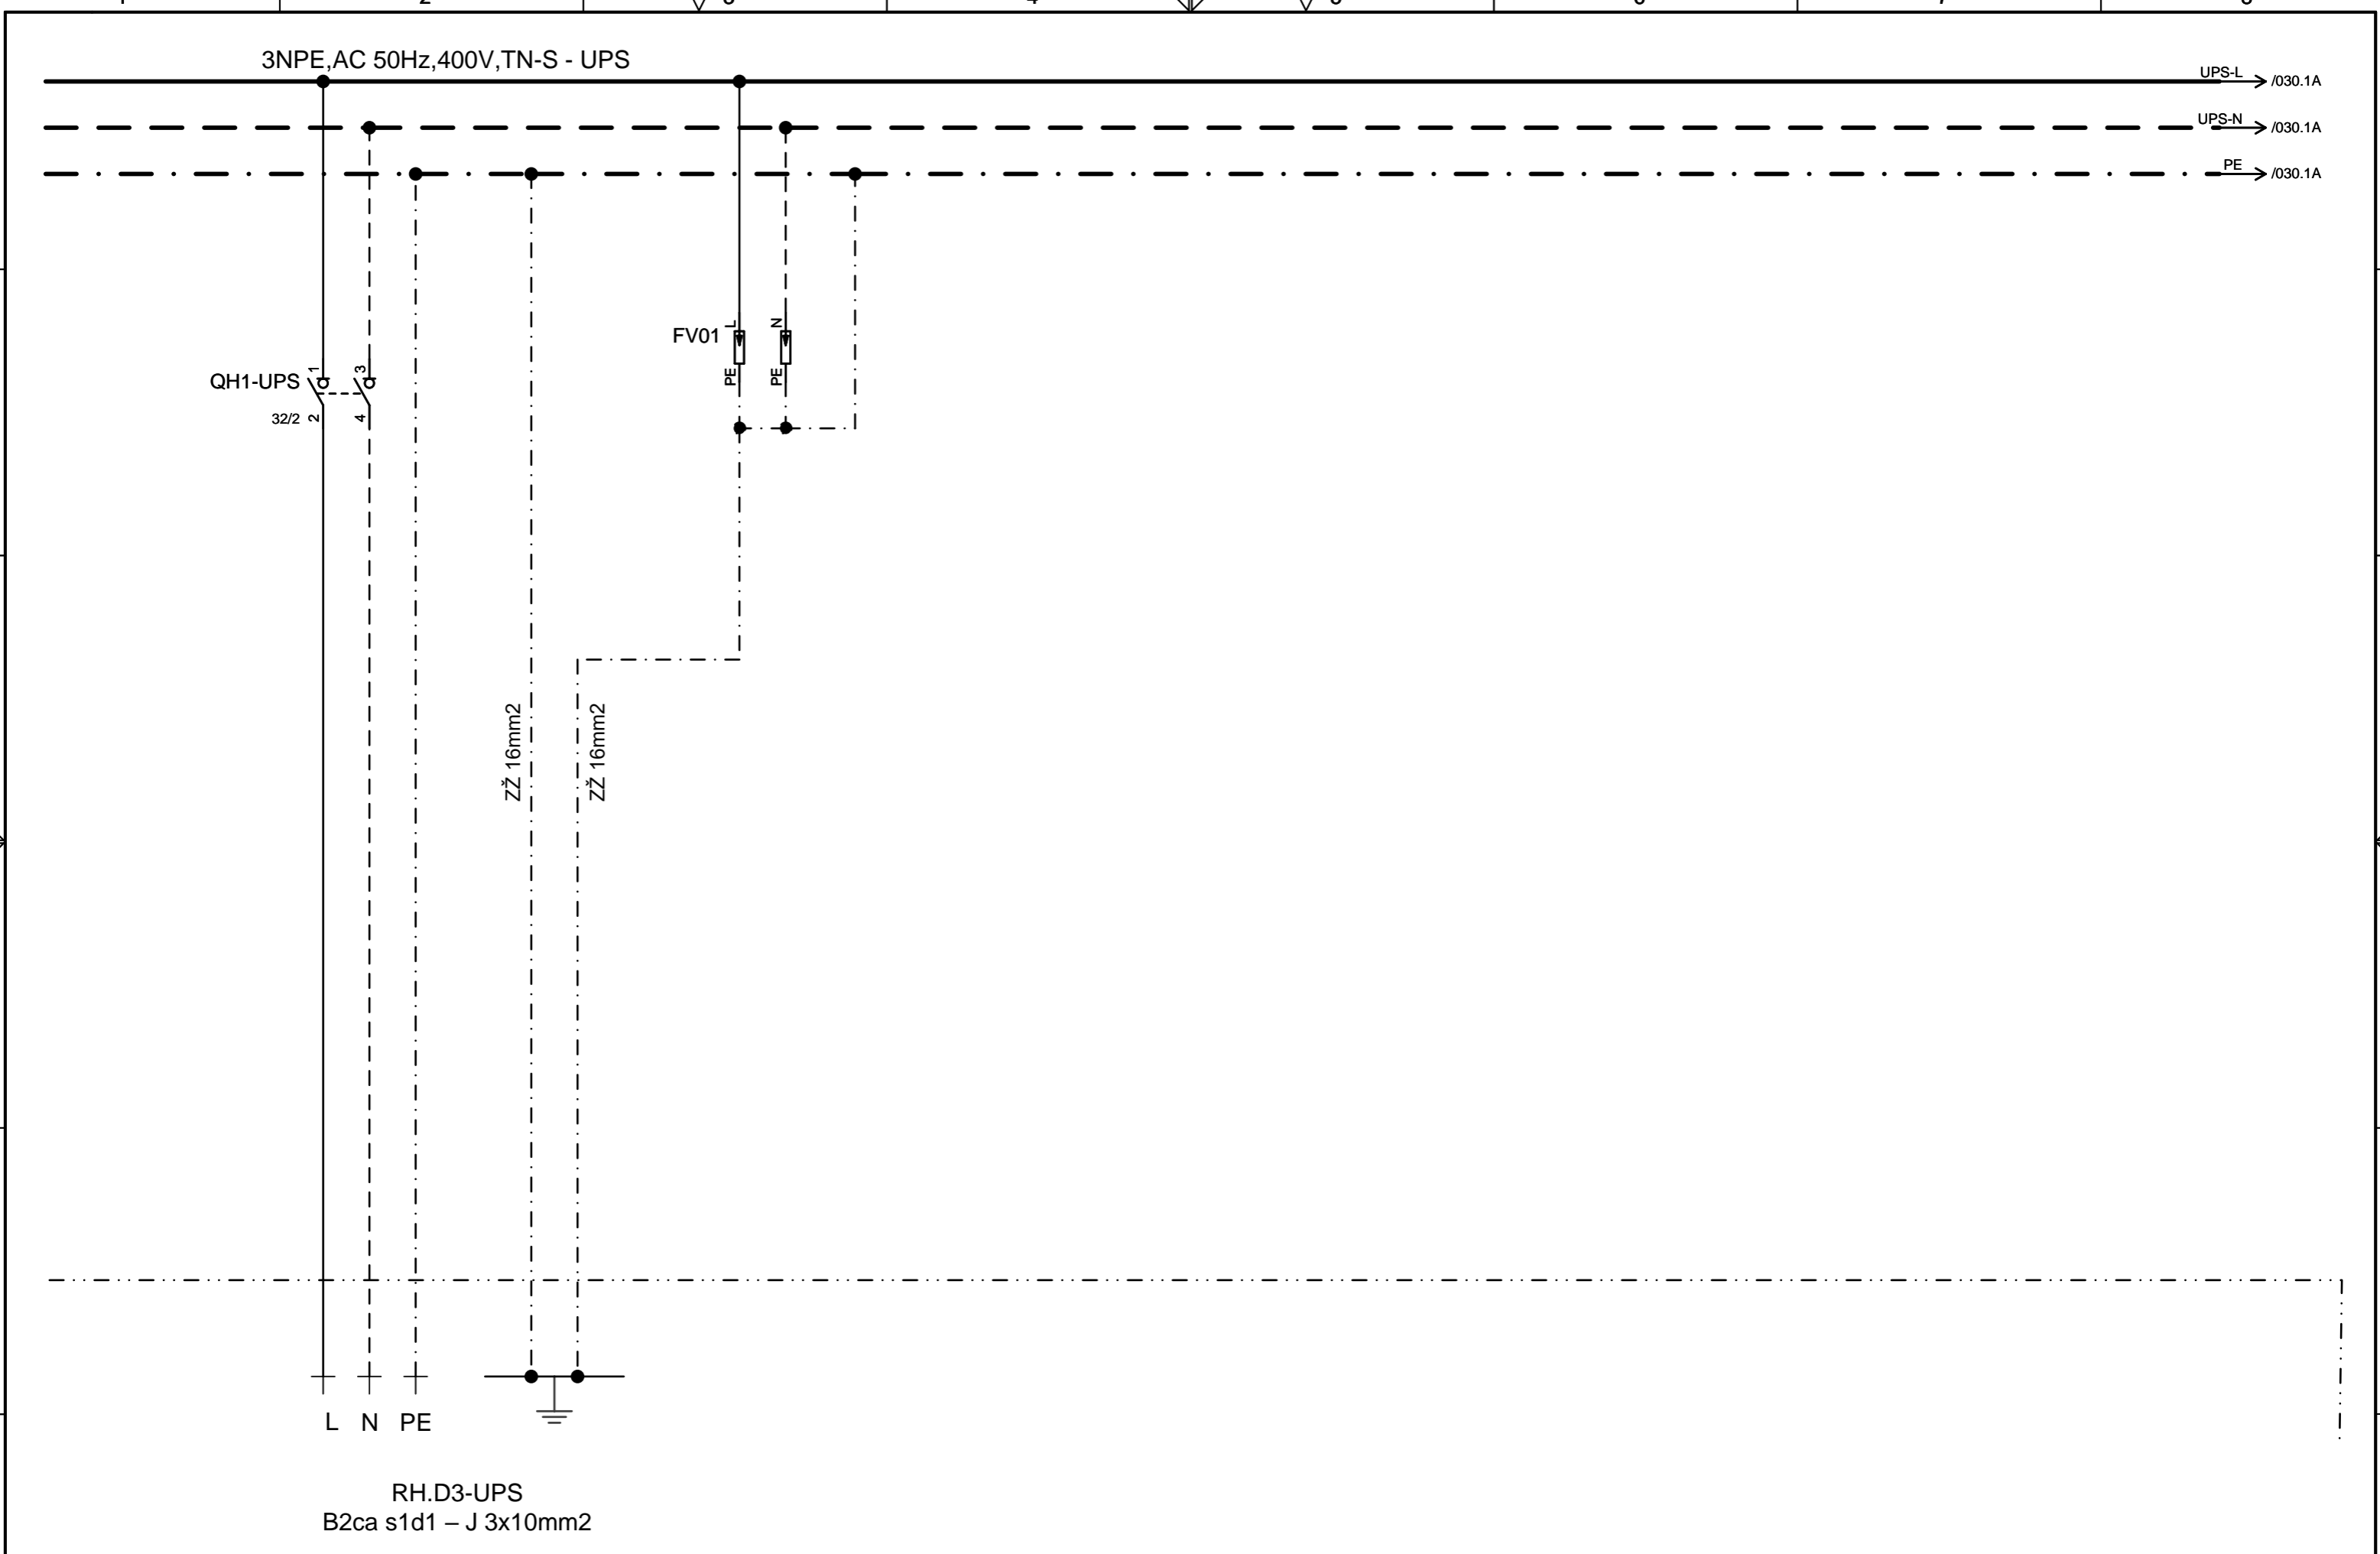 3NPE,AC 50Hz,400V,TN-S - UPS
UPS-L /030.1A
UPS-N /030.1A
PE /030.1A
FV01
L
N
PE
PE
QH1-UPS
32/2
1
3
2
4
ZŽ 16mm2
ZŽ 16mm2
L N PE
RH.D3-UPS
B2ca s1d1 – J 3x10mm2